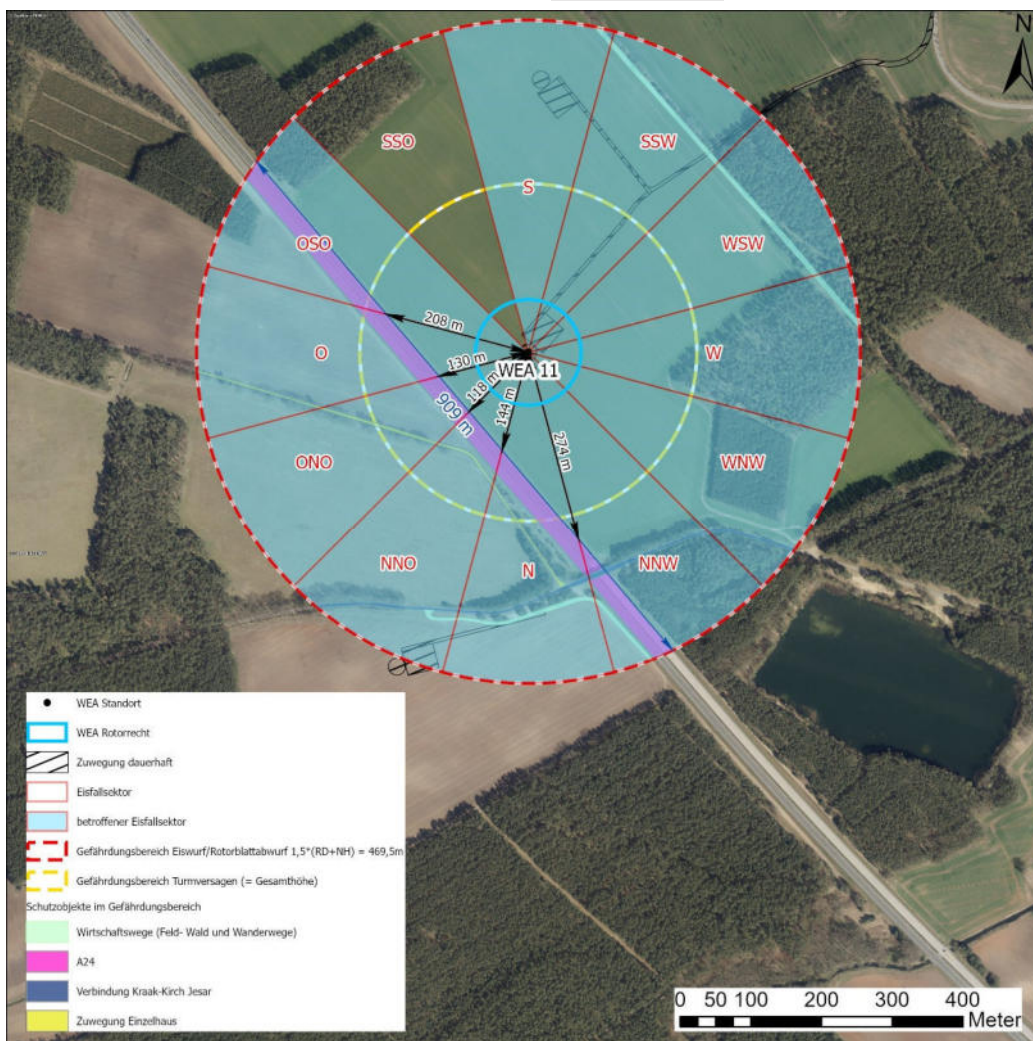 N
SSO
SSW
S
OSO
WSW
208 m
O
130 m
W
WEA 11
118 m
909 m
144 m
274 m
ONO
WNW
NNO
N
NNW
WEA Standort
WEA Rotorrecht
Zuwegung dauerhaft
Eisfallsektor
betroffener Eisfallsektor
Gefährdungsbereich Eiswurf/Rotorblattabwurf 1,5*(RD+NH) = 469,5m
Gefährdungsbereich Turmversagen (= Gesamthöhe)
Schutzobjekte im Gefährdungsbereich
Wirtschaftswege (Feld- Wald und Wanderwege)
A24
Verbindung Kraak-Kirch Jesar
Zuwegung Einzelhaus
0 50 100 200 300 400
Meter